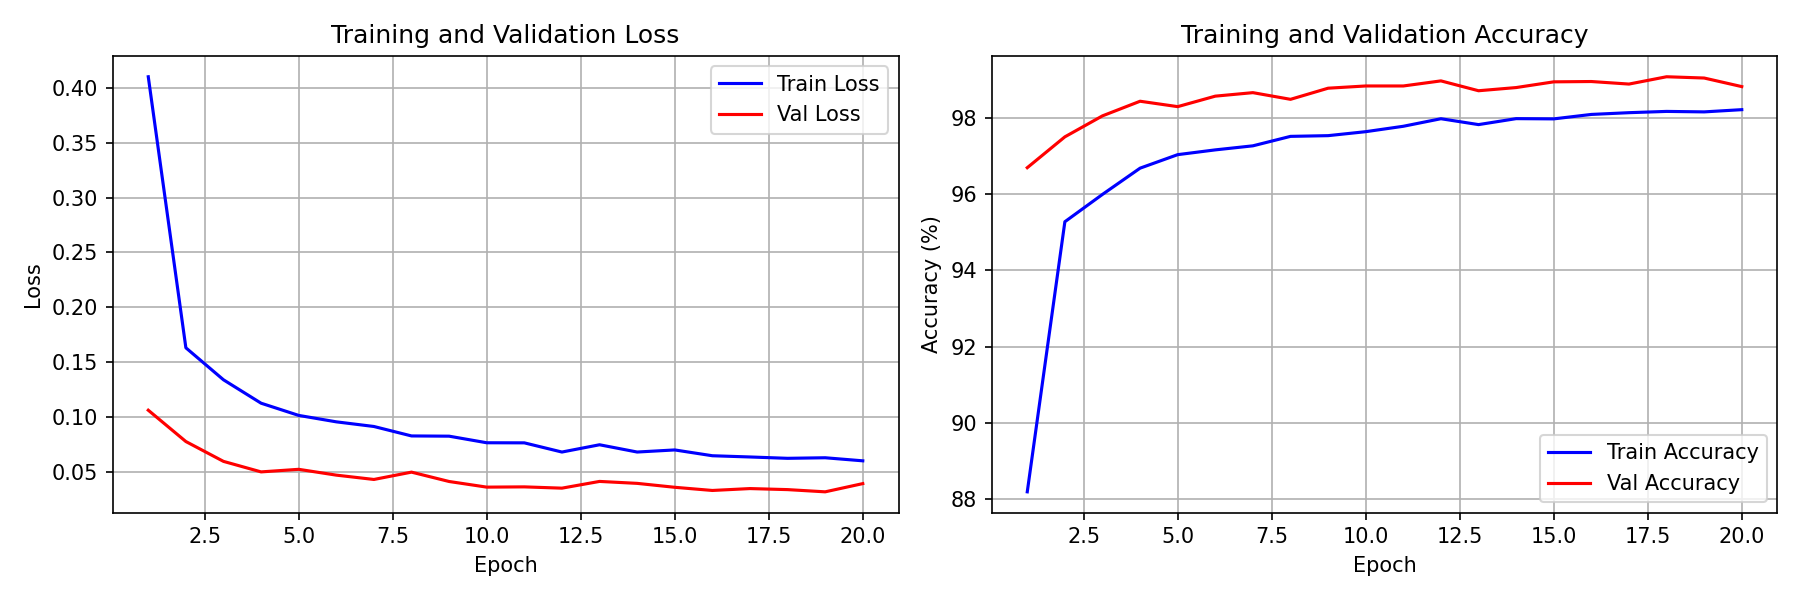 Training and Validation Loss
0.40
0.35
0.30
0.25
0.20
0.15
0.10
0.05
Loss
Train Loss
Val Loss
2.5 5.0 7.5 10.0 12.5 15.0 17.5 20.0
Epoch
Training and Validation Accuracy
98
96
94
92
90
88
Accuracy (%)
Train Accuracy
Val Accuracy
2.5 5.0 7.5 10.0 12.5 15.0 17.5 20.0
Epoch